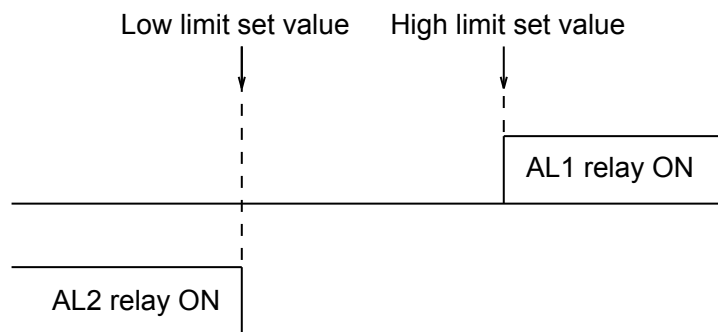 Low limit set value
High limit set value
AL1 relay ON
AL2 relay ON